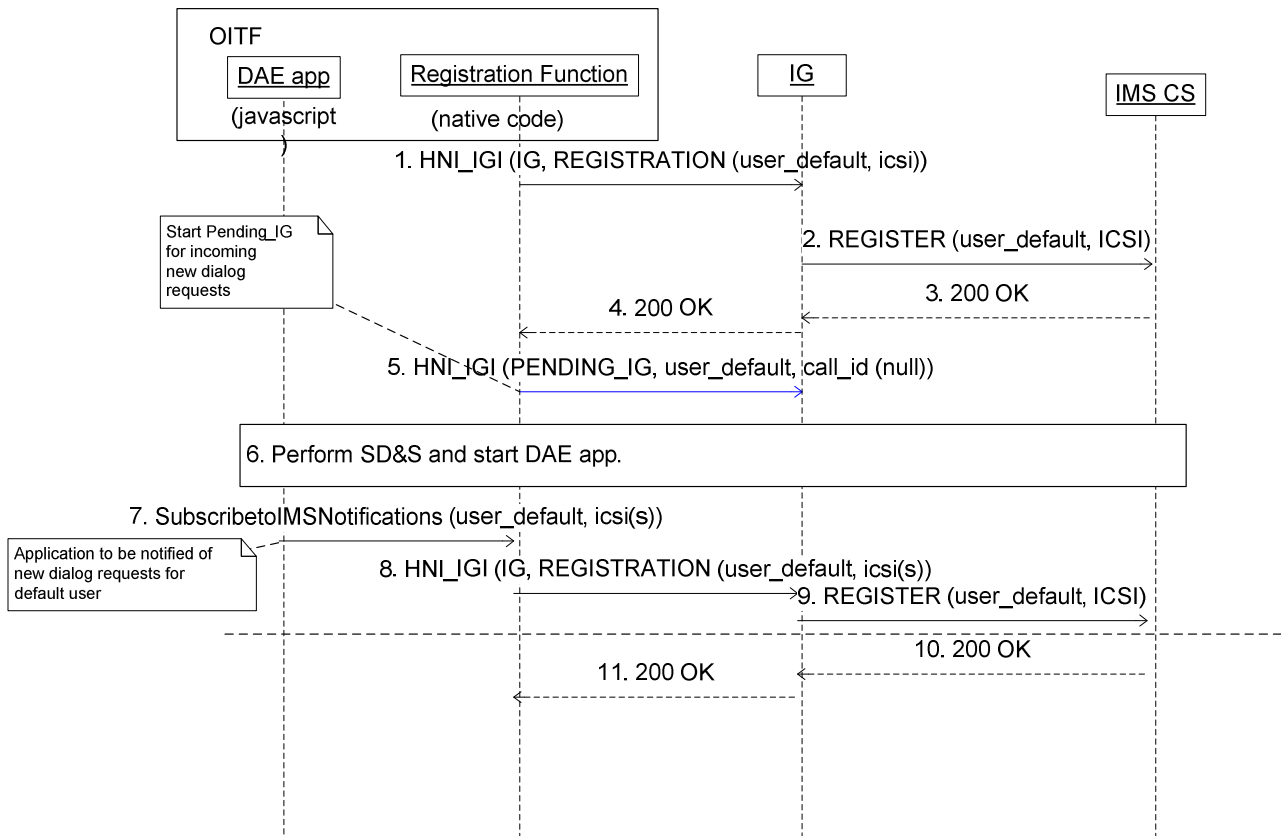 OITF
DAE app
(javascript
)
Registration Function
(native code)
IG
IMS CS
1. HNI_IGI (IG, REGISTRATION (user_default, icsi))
Start Pending_IG
for incoming
new dialog
requests
2. REGISTER (user_default, ICSI)
3. 200 OK
4. 200 OK
5. HNI_IGI (PENDING_IG, user_default, call_id (null))
6. Perform SD&S and start DAE app.
7. SubscribetoIMSNotifications (user_default, icsi(s))
Application to be notified of
new dialog requests for
default user
8. HNI_IGI (IG, REGISTRATION (user_default, icsi(s))
9. REGISTER (user_default, ICSI)
10. 200 OK
11. 200 OK